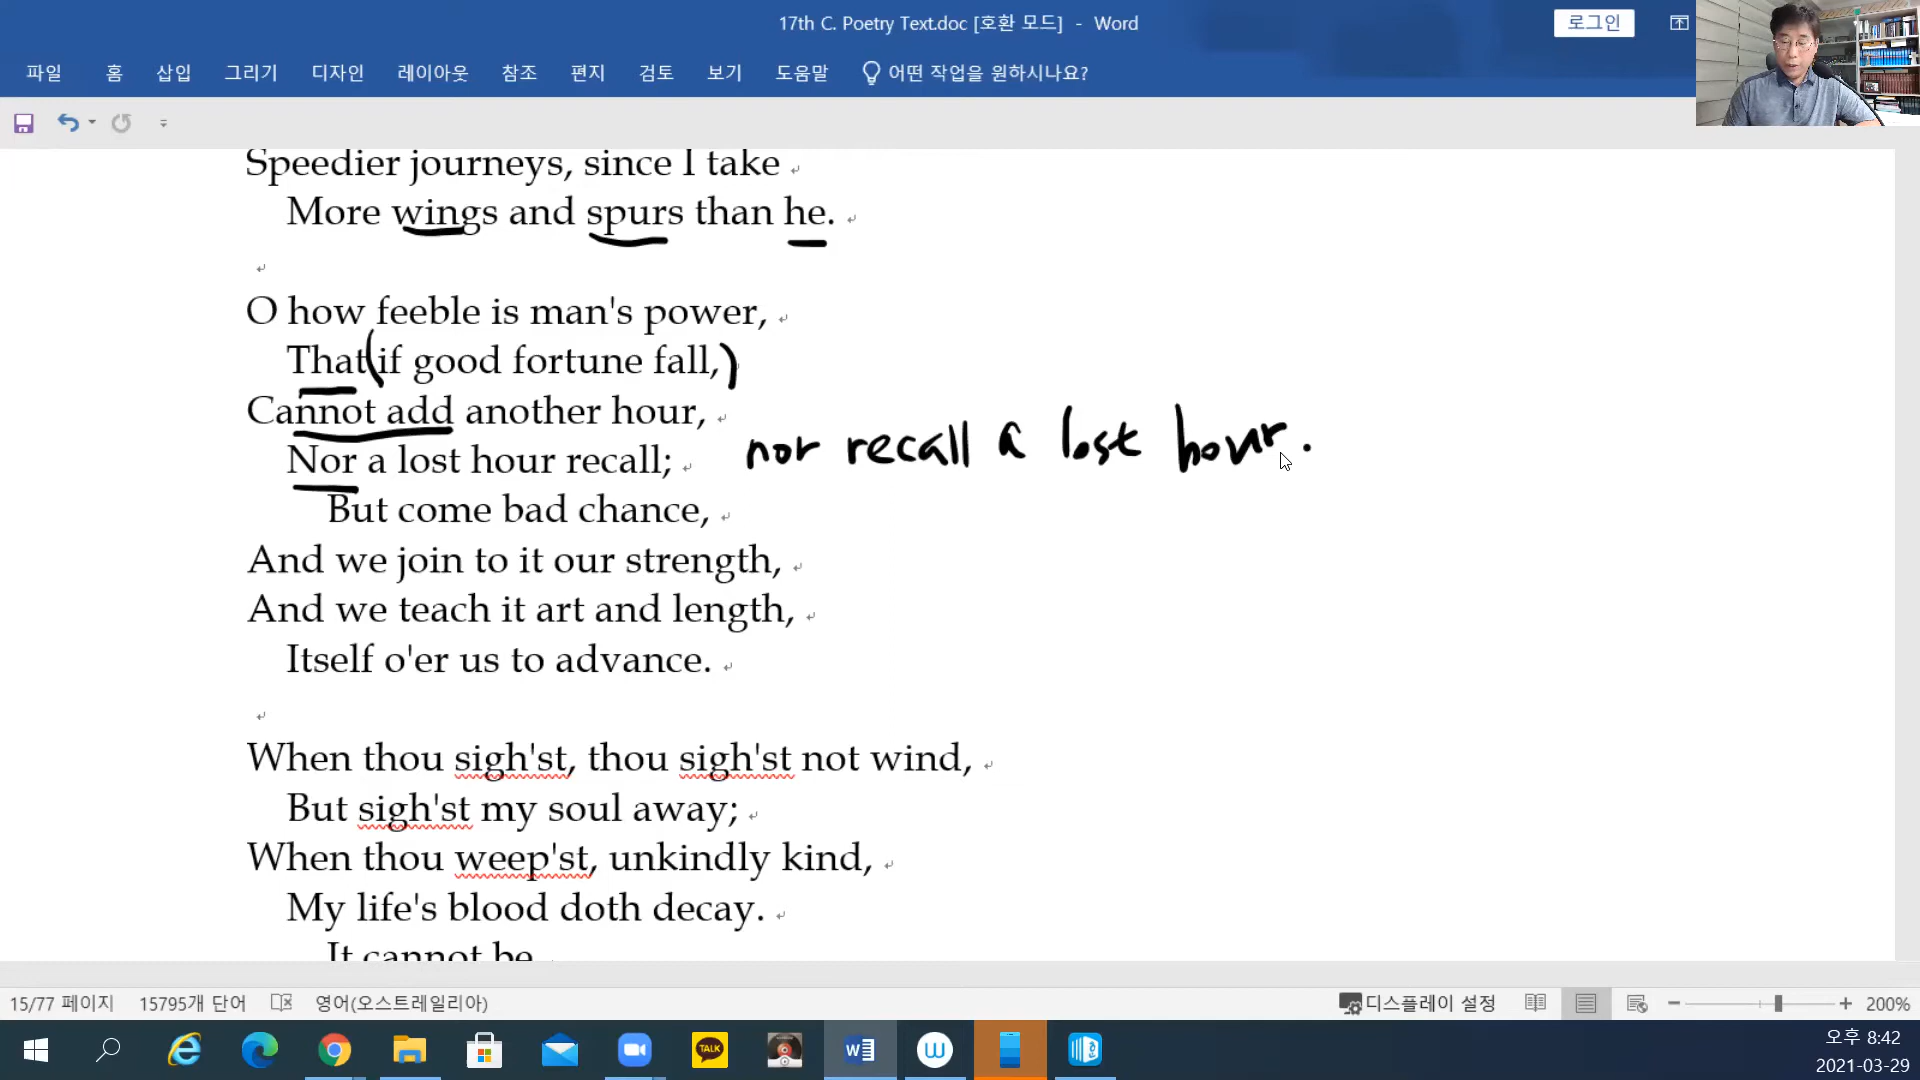 17th C. Poetry Text.doc [호환 모드] - Word
로그인
파일 홈 삽입 그리기 디자인 레이아웃 참조 편지 검토 보기 도움말 어떤 작업을 원하시나요?
Speedier journeys, since I take
More wings and spurs than he.
O how feeble is man's power,
That (if good fortune fall,)
Cannot add another hour,
nor recall a lost hour.
Nor a lost hour recall;
But come bad chance,
And we join to it our strength,
And we teach it art and length,
Itself o'er us to advance.
When thou sigh'st, thou sigh'st not wind,
But sigh'st my soul away;
When thou weep'st, unkindly kind,
My life's blood doth decay.
It cannot be
15/77 페이지 15795개 단어 영어(오스트레일리아) 디스플레이 설정 200%
TALK
오후 8:42
2021-03-29